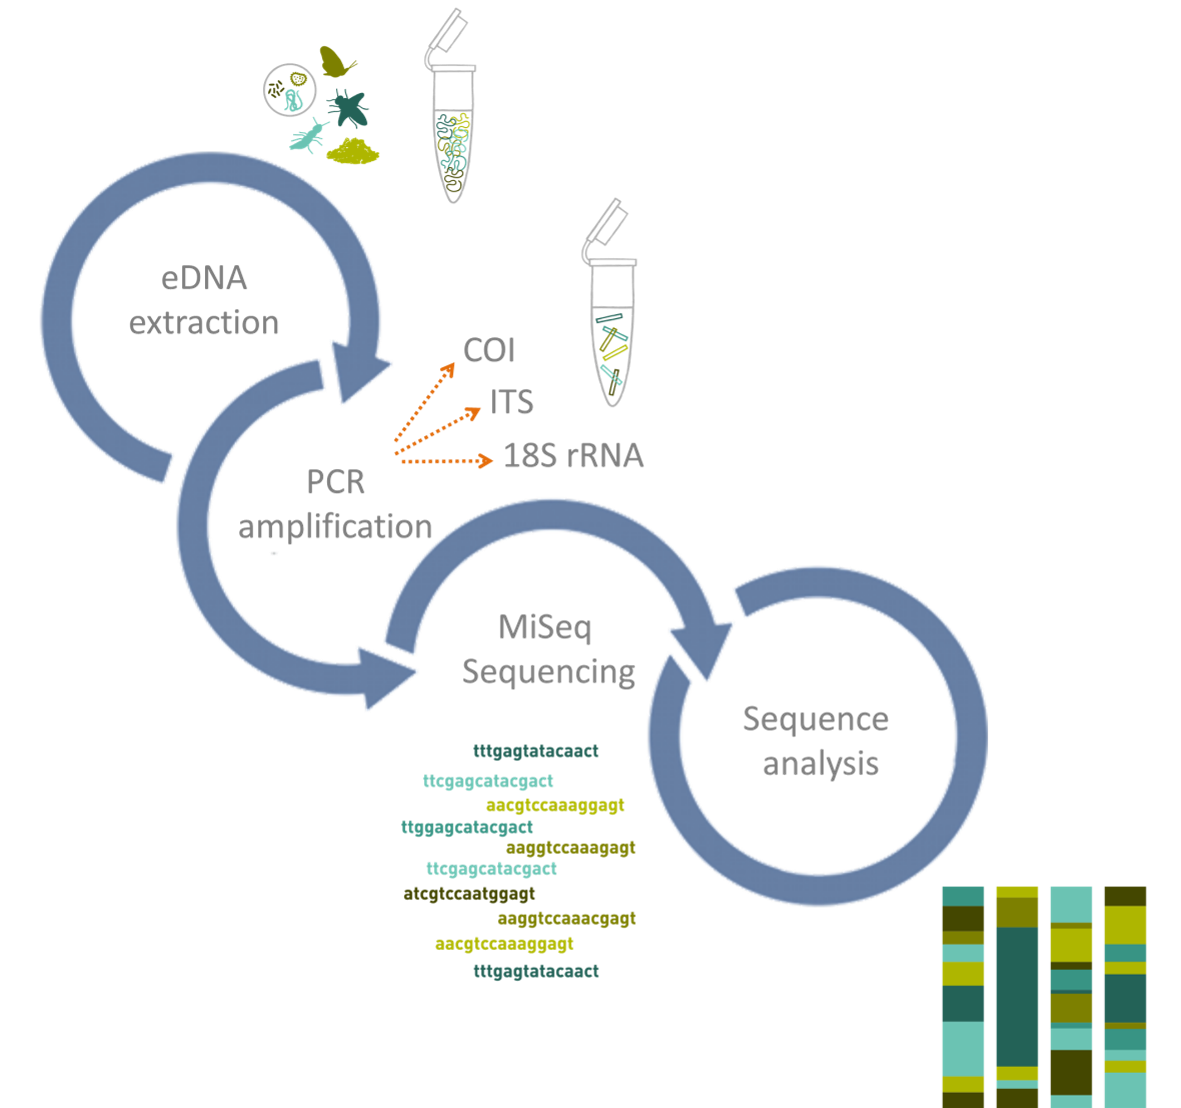 eDNA
extraction
COI
ITS
18S rRNA
PCR
amplification
MiSeq
Sequencing
Sequence
analysis
tttgagtatacaact
ttcgagcatacgact
aacgtccaaaggagt
ttggagcatacgact
aaggtccaaagagt
ttcgagcatacgact
atcgtccaatggagt
aaggtccaaacgagt
aacgtccaaaggagt
tttgagtatacaact